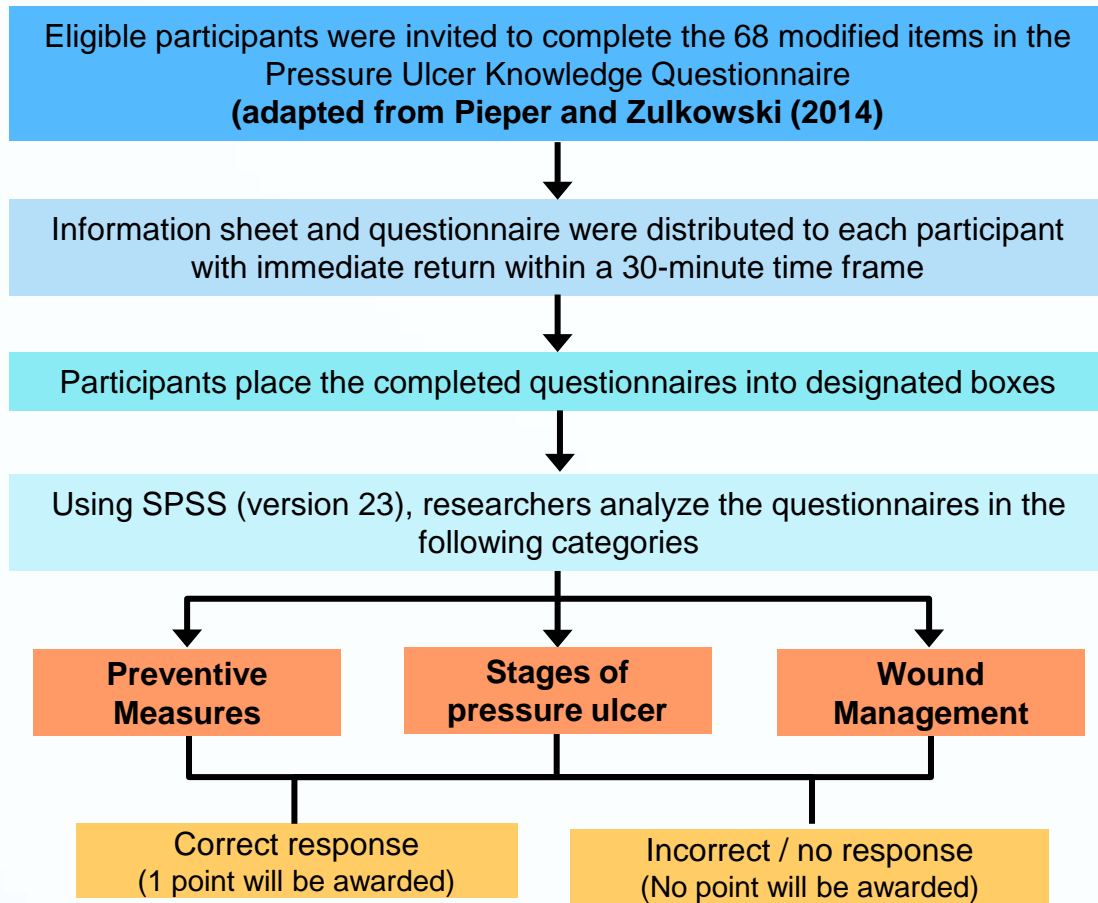 Eligible participants were invited to complete the 68 modified items in the
Pressure Ulcer Knowledge Questionnaire
(adapted from Pieper and Zulkowski (2014)
Information sheet and questionnaire were distributed to each participant
with immediate return within a 30-minute time frame
Participants place the completed questionnaires into designated boxes
Using SPSS (version 23), researchers analyze the questionnaires in the
following categories
Preventive
Measures
Stages of
pressure ulcer
Wound
Management
Correct response
(1 point will be awarded)
Incorrect / no response
(No point will be awarded)